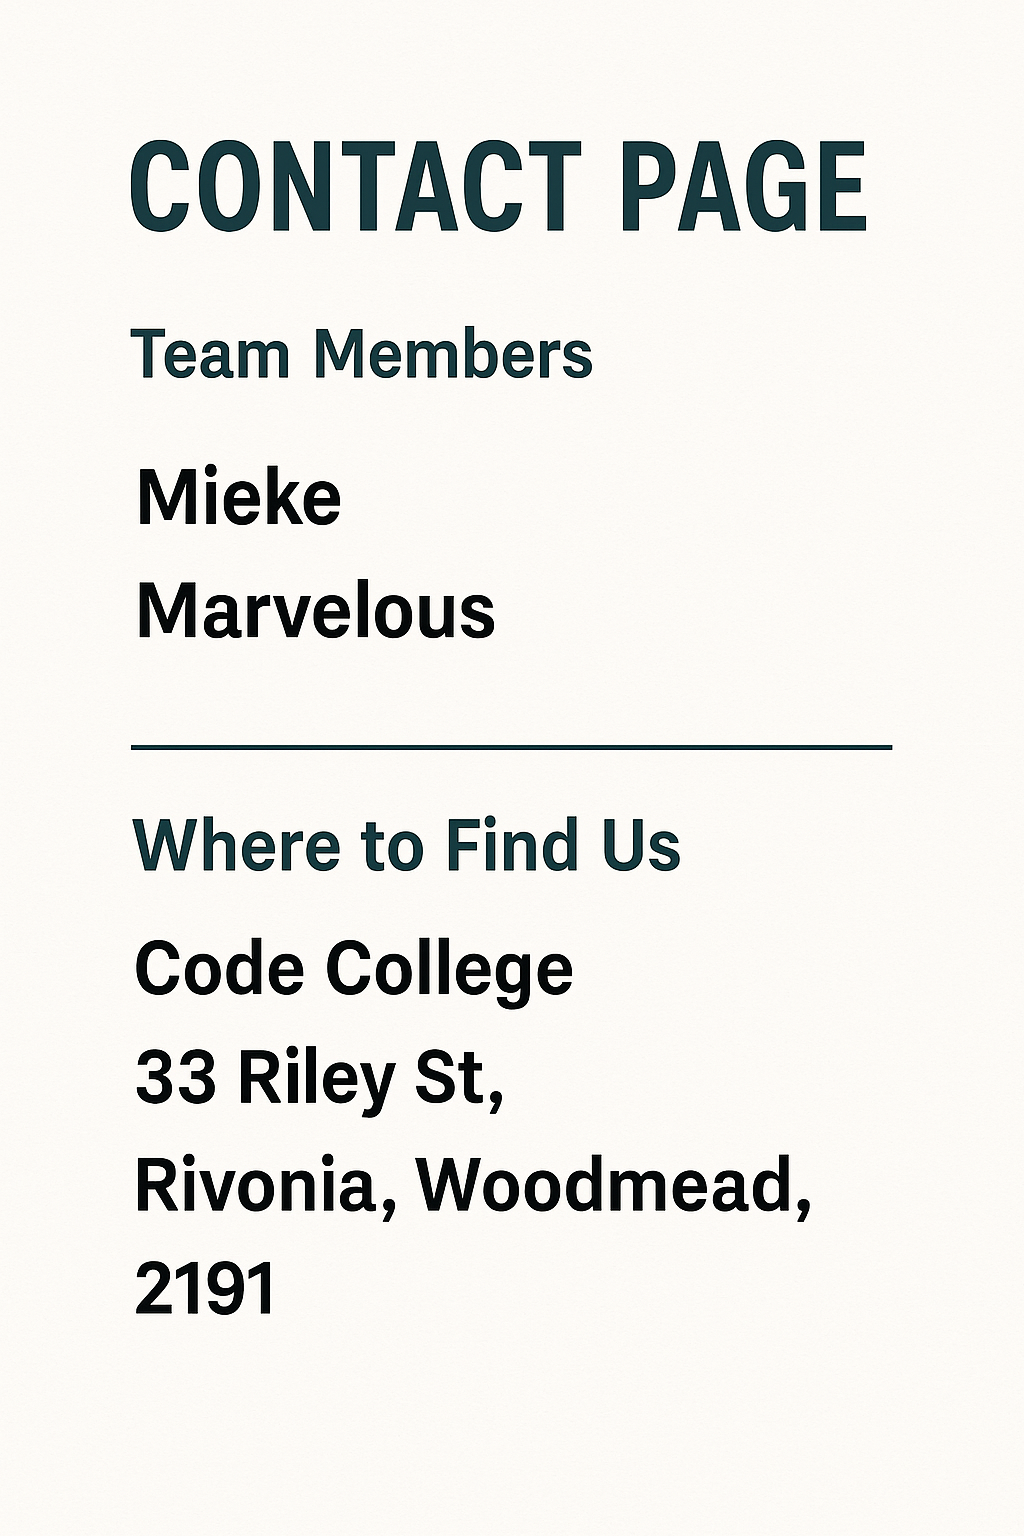 CONTACT PAGE
Team Members
Mieke
Marvelous
Where to Find Us
Code College
33 Riley St,
Rivonia, Woodmead,
2191